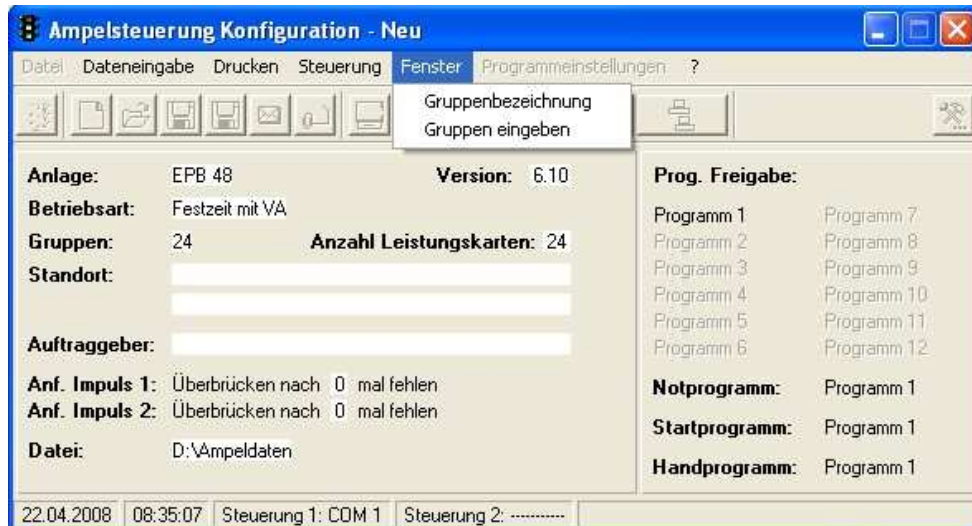 Ampelsteuerung Konfiguration - Neu
Datei Dateneingabe Drucken Steuerung Fenster Programmeinstellungen ?
Gruppenbezeichnung
Gruppen eingeben
Anlage: EPB 48 Version: 6.10
Betriebsart: Festzeit mit VA
Gruppen: 24 Anzahl Leistungskarten: 24
Standort:
Auftraggeber:
Anf. Impuls 1: Überbrücken nach 0 mal fehlen
Anf. Impuls 2: Überbrücken nach 0 mal fehlen
Datei: D:\Ampeldaten
Prog. Freigabe:
Programm 1 Programm 7
Programm 2 Programm 8
Programm 3 Programm 9
Programm 4 Programm 10
Programm 5 Programm 11
Programm 6 Programm 12
Notprogramm: Programm 1
Startprogramm: Programm 1
Handprogramm: Programm 1
22.04.2008 08:35:07 Steuerung 1: COM 1 Steuerung 2: -----------